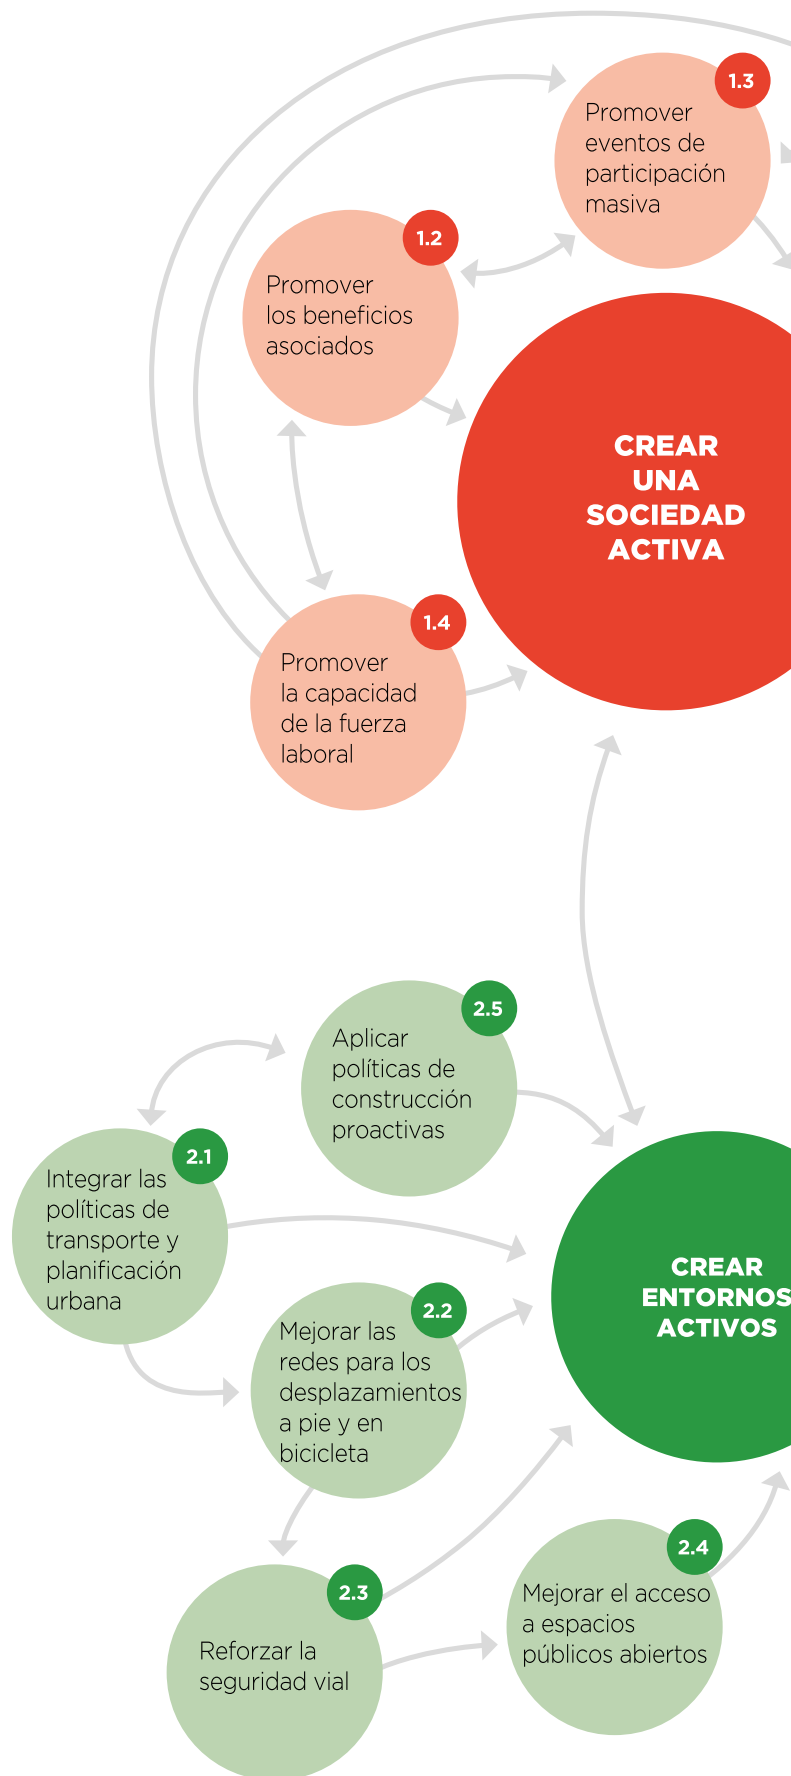 1.3
Promover
eventos de
participación
masiva
1.2
Promover
los beneficios
asociados
CREAR
UNA
SOCIEDAD
ACTIVA
1.4
Promover
la capacidad
de la fuerza
laboral
2.5
Aplicar
políticas de
construcción
proactivas
2.1
Integrar las
políticas de
transporte y
planificación
urbana
CREAR
ENTORNOS
ACTIVOS
2.2
Mejorar las
redes para los
desplazamientos
a pie y en
bicicleta
2.3
Reforzar la
seguridad vial
2.4
Mejorar el acceso
a espacios
públicos abiertos